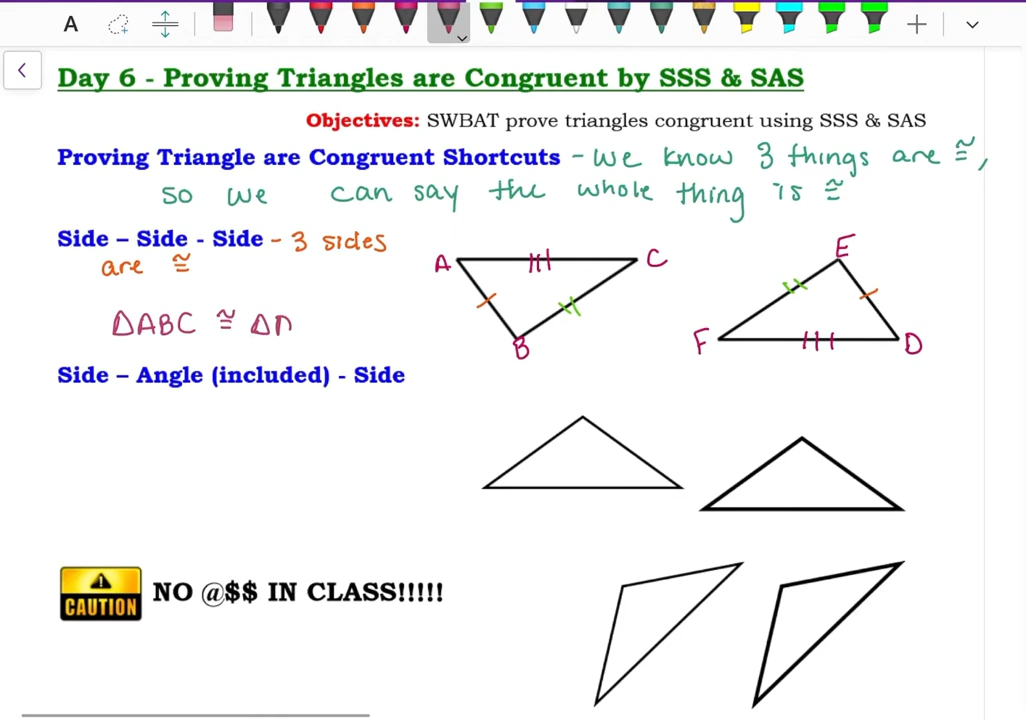 A
Day 6 - Proving Triangles are Congruent by SSS & SAS
Objectives: SWBAT prove triangles congruent using SSS & SAS
Proving Triangle are Congruent Shortcuts - we know 3 things are ≅,
so we can say the whole thing is ≅
Side – Side - Side - 3 sides
are ≅
A C E
B F D
△ABC ≅ △D
Side – Angle (included) - Side
CAUTION NO @$$ IN CLASS!!!!!